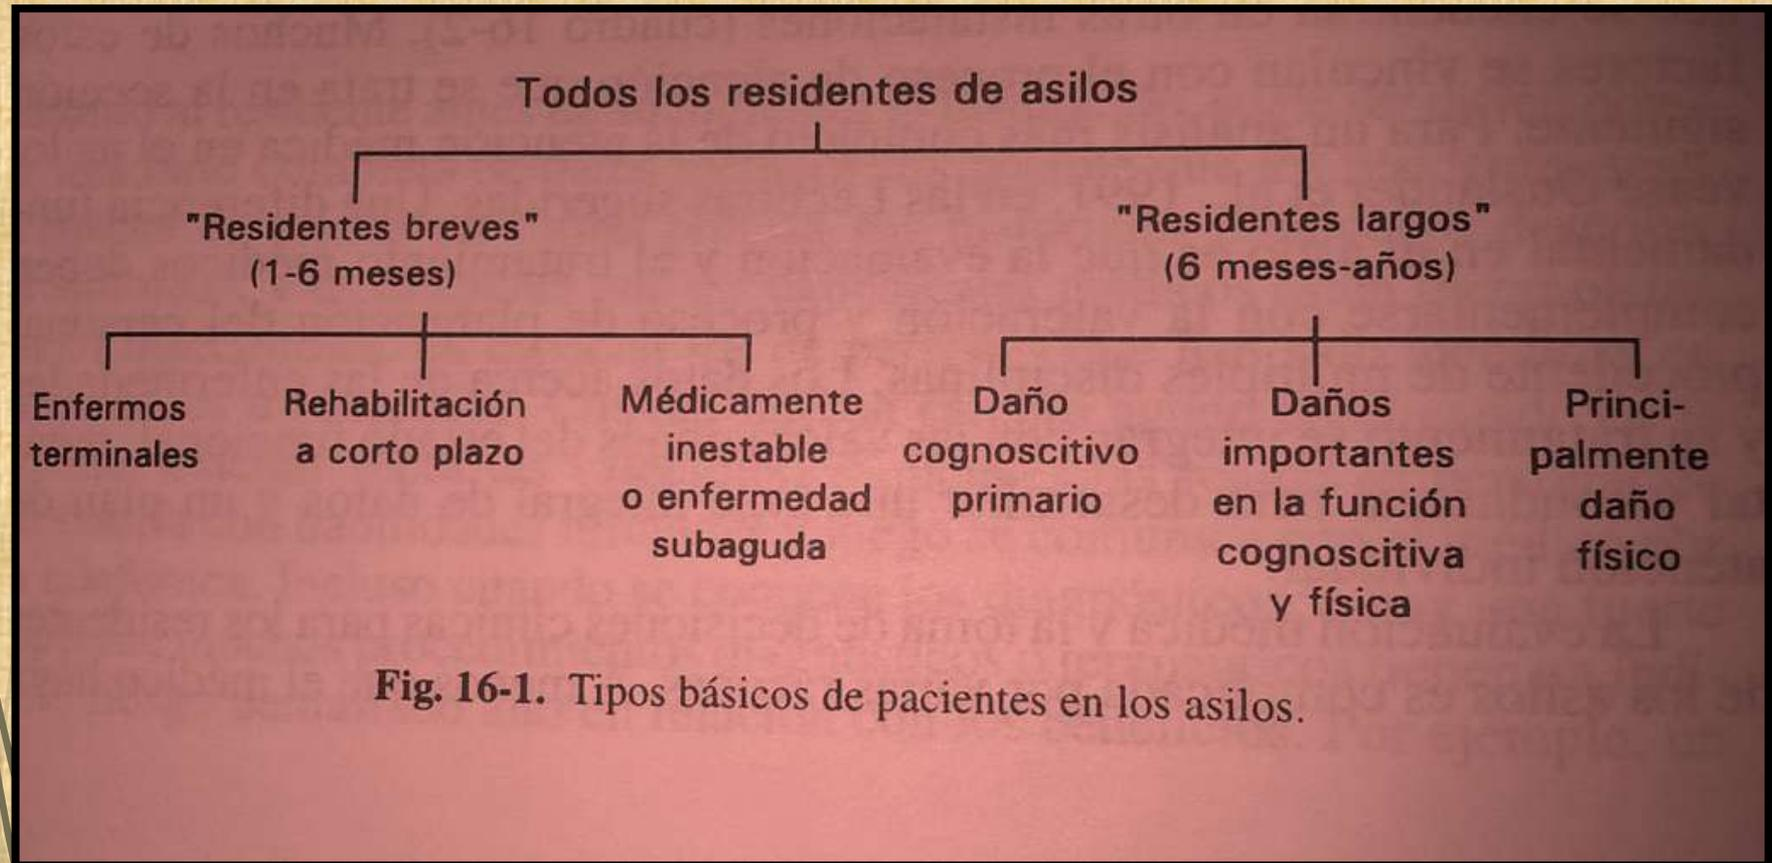 Todos los residentes de asilos
"Residentes breves"
(1-6 meses)
"Residentes largos"
(6 meses-años)
Enfermos
terminales
Rehabilitación
a corto plazo
Médicamente
inestable
o enfermedad
subaguda
Daño
cognoscitivo
primario
Daños
importantes
en la función
cognoscitiva
y física
Princi-
palmente
daño
físico
Fig. 16-1. Tipos básicos de pacientes en los asilos.